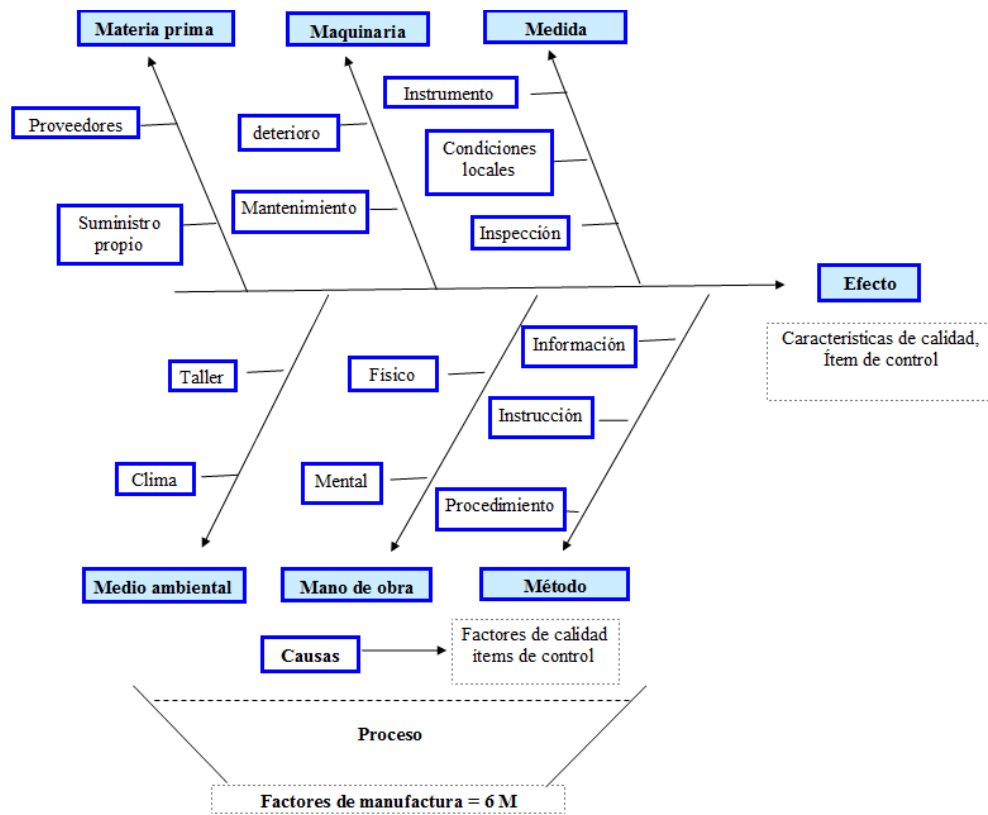 Materia prima
Maquinaria
Medida
Instrumento
Proveedores
deterioro
Condiciones
locales
Mantenimiento
Suministro
propio
Inspección
Efecto
Características de calidad,
Ítem de control
Información
Taller
Físico
Instrucción
Clima
Mental
Procedimiento
Medio ambiental
Mano de obra
Método
Causas
Factores de calidad
ítems de control
Proceso
Factores de manufactura = 6 M